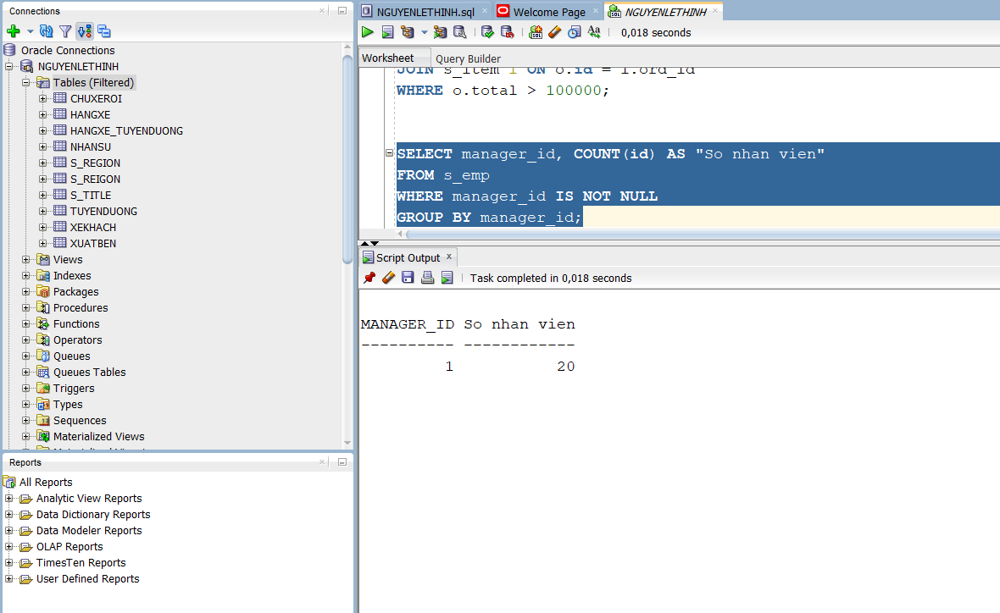 Connections
Oracle Connections
NGUYENLETHINH
Tables (Filtered)
CHUXEROI
HANGXE
HANGXE_TUYENDUONG
NHANSU
S_REGION
S_REIGON
S_TITLE
TUYENDUONG
XEKHACH
XUATBEN
Views
Indexes
Packages
Procedures
Functions
Operators
Queues
Queues Tables
Triggers
Types
Sequences
Materialized Views
Reports
All Reports
Analytic View Reports
Data Dictionary Reports
Data Modeler Reports
OLAP Reports
TimesTen Reports
User Defined Reports
NGUYENLETHINH.sql
Welcome Page
NGUYENLETHINH
0,018 seconds
Worksheet
Query Builder
JOIN s_item i ON o.id = i.ord_id
WHERE o.total > 100000;
SELECT manager_id, COUNT(id) AS "So nhan vien"
FROM s_emp
WHERE manager_id IS NOT NULL
GROUP BY manager_id;
Script Output
Task completed in 0,018 seconds
MANAGER_ID So nhan vien
---------- ------------
1 20